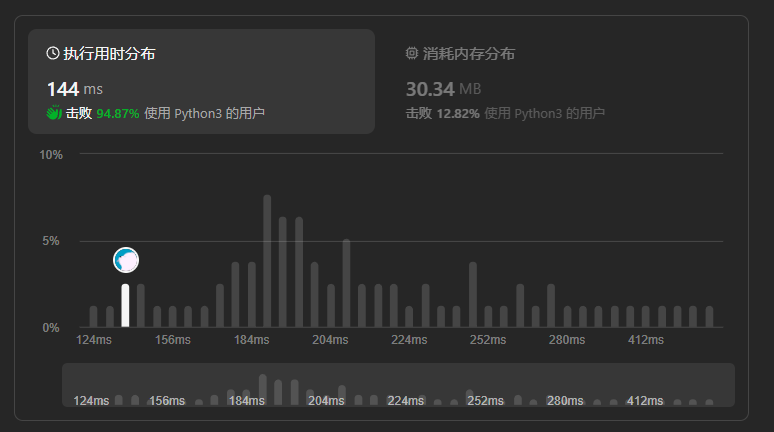 执行用时分布
144 ms
击败 94.87% 使用 Python3 的用户
消耗内存分布
30.34 MB
击败 12.82% 使用 Python3 的用户
10%
5%
0%
124ms 156ms 184ms 204ms 224ms 252ms 280ms 412ms
124ms 156ms 184ms 204ms 224ms 252ms 280ms 412ms